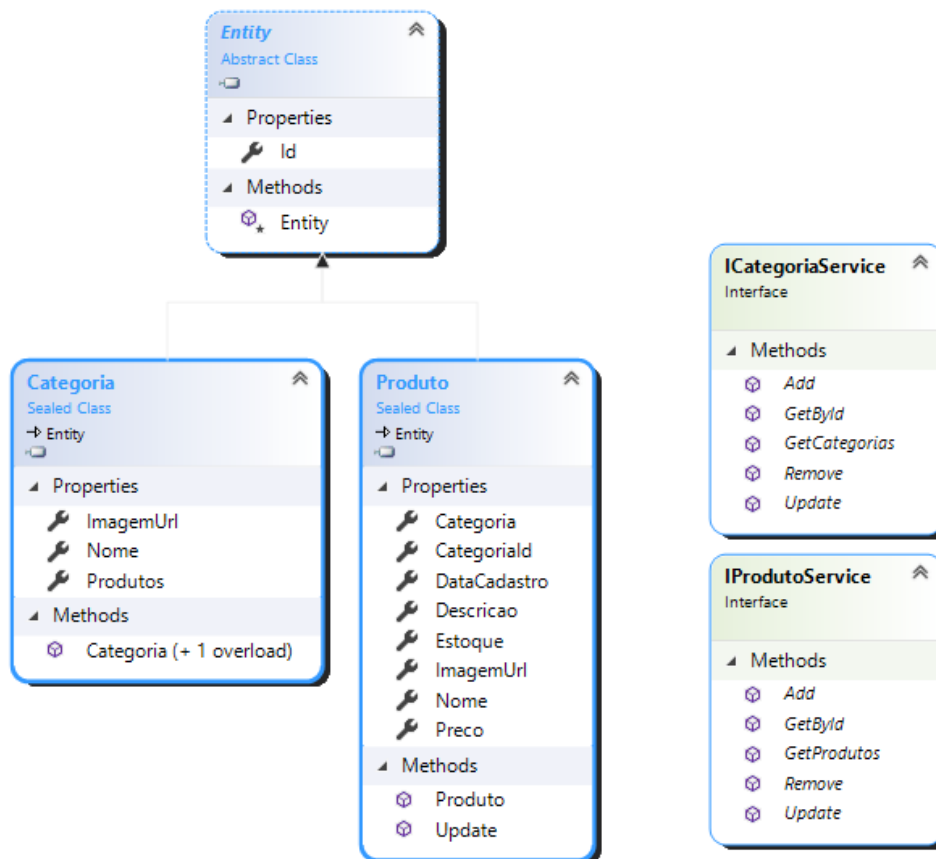 Entity
Abstract Class
Properties
Id
Methods
Entity
Categoria
Sealed Class
Entity
Properties
ImagemUrl
Nome
Produtos
Methods
Categoria (+ 1 overload)
Produto
Sealed Class
Entity
Properties
Categoria
CategoriaId
DataCadastro
Descricao
Estoque
ImagemUrl
Nome
Preco
Methods
Produto
Update
ICategoriaService
Interface
Methods
Add
GetById
GetCategorias
Remove
Update
IProdutoService
Interface
Methods
Add
GetById
GetProdutos
Remove
Update